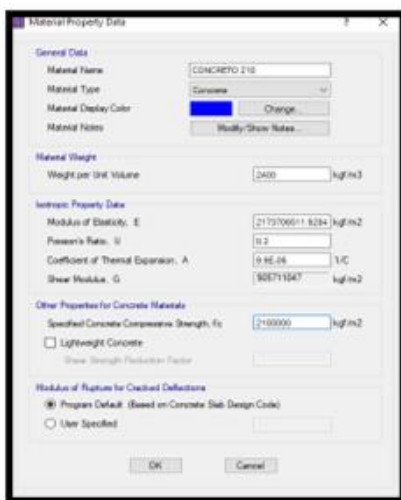 Material Property Data ? ×
General Data
Material Name CONCRETO 210
Material Type Concrete
Material Display Color Change...
Material Notes Modify/Show Notes...
Material Weight
Weight per Unit Volume 2400 kgf/m3
Isotropic Property Data
Modulus of Elasticity, E kgf/m2
Poisson's Ratio, U 0.2
Coefficient of Thermal Expansion, A 9.9E-06 1/C
Shear Modulus, G 905711047 kgf/m2
Other Properties for Concrete Materials
Specified Concrete Compressive Strength, f'c 2100000 kgf/m2
Lightweight Concrete
Shear Strength Reduction Factor
Modulus of Rupture for Cracked Deflections
Program Default (Based on Concrete Slab Design Code)
User Specified
OK Cancel